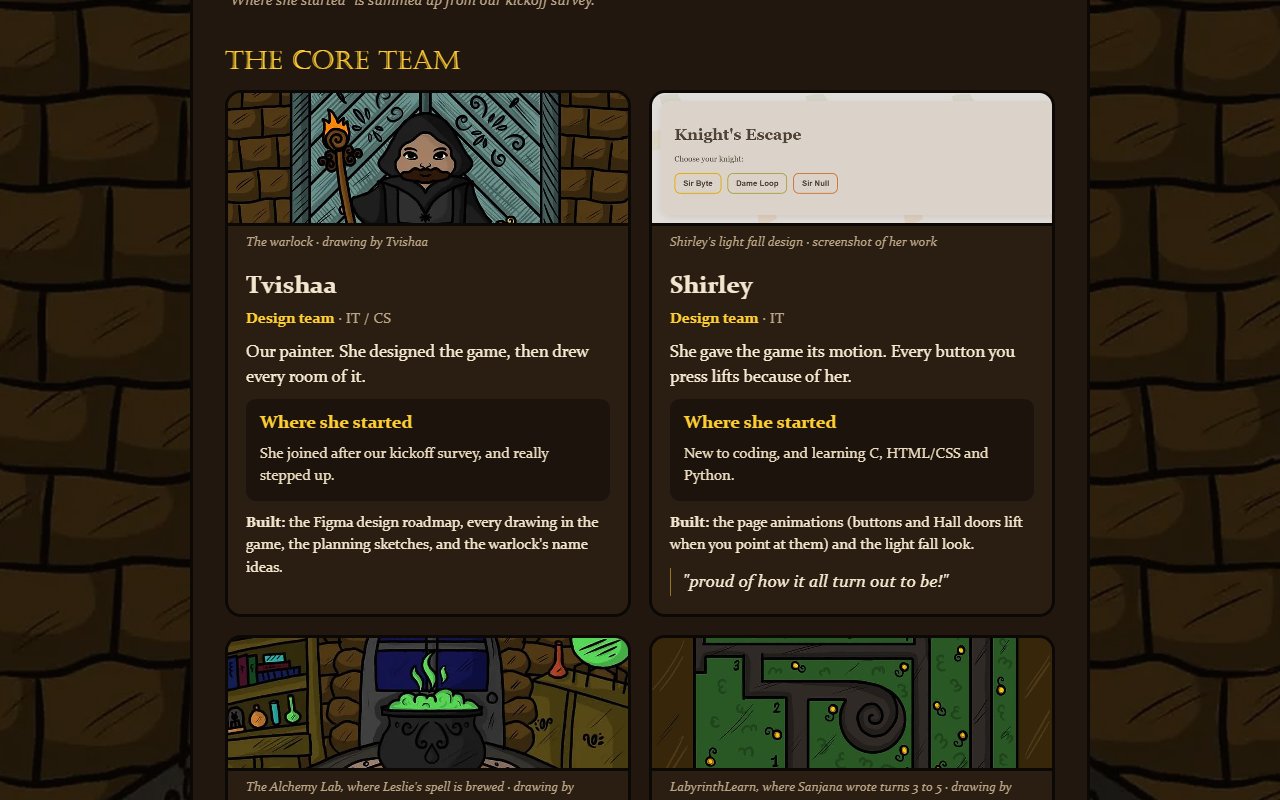 "Where she started" is summed up from our kickoff survey.
THE CORE TEAM
The warlock · drawing by Tvishaa
Tvishaa
Design team · IT / CS
Our painter. She designed the game, then drew
every room of it.
Where she started
She joined after our kickoff survey, and really
stepped up.
Built: the Figma design roadmap, every drawing in the
game, the planning sketches, and the warlock's name
ideas.
Knight's Escape
Choose your knight:
Sir Byte
Dame Loop
Sir Null
Shirley's light fall design · screenshot of her work
Shirley
Design team · IT
She gave the game its motion. Every button you
press lifts because of her.
Where she started
New to coding, and learning C, HTML/CSS and
Python.
Built: the page animations (buttons and Hall doors lift
when you point at them) and the light fall look.
"proud of how it all turn out to be!"
The Alchemy Lab, where Leslie's spell is brewed · drawing by
3
2
1
LabyrinthLearn, where Sanjana wrote turns 3 to 5 · drawing by